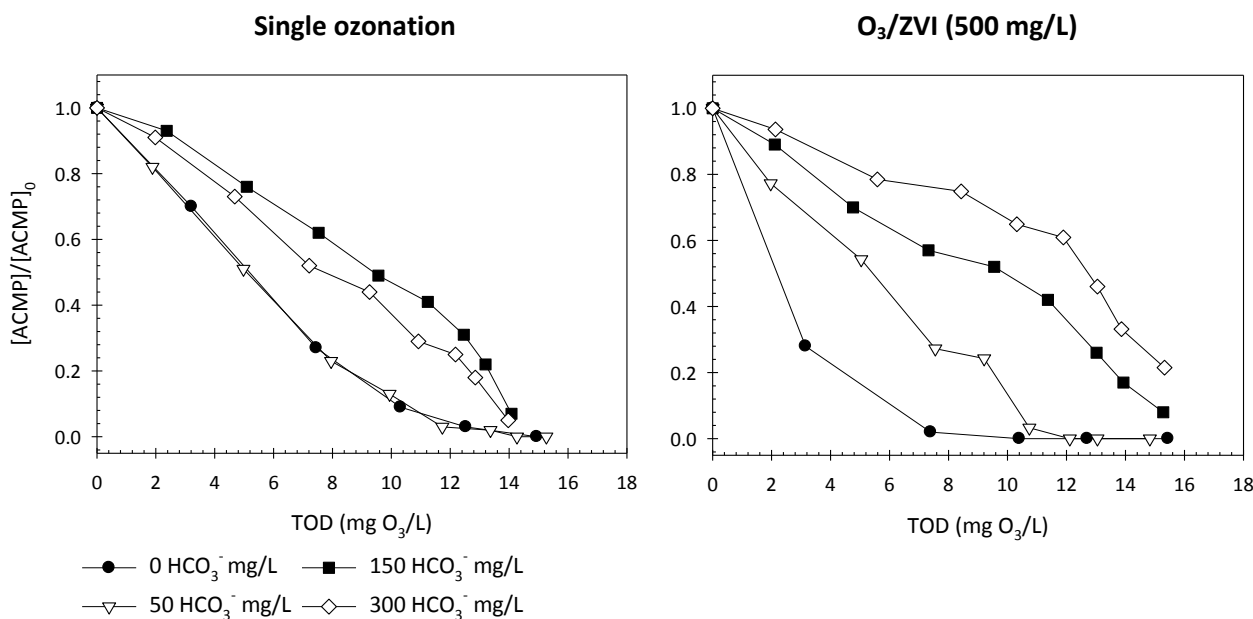 Single ozonation
O₃/ZVI (500 mg/L)
[ACMP]/[ACMP]₀
1.0
0.8
0.6
0.4
0.2
0.0
0 2 4 6 8 10 12 14 16 18
TOD (mg O₃/L)
1.0
0.8
0.6
0.4
0.2
0.0
0 2 4 6 8 10 12 14 16 18
TOD (mg O₃/L)
0 HCO₃⁻ mg/L
150 HCO₃⁻ mg/L
50 HCO₃⁻ mg/L
300 HCO₃⁻ mg/L